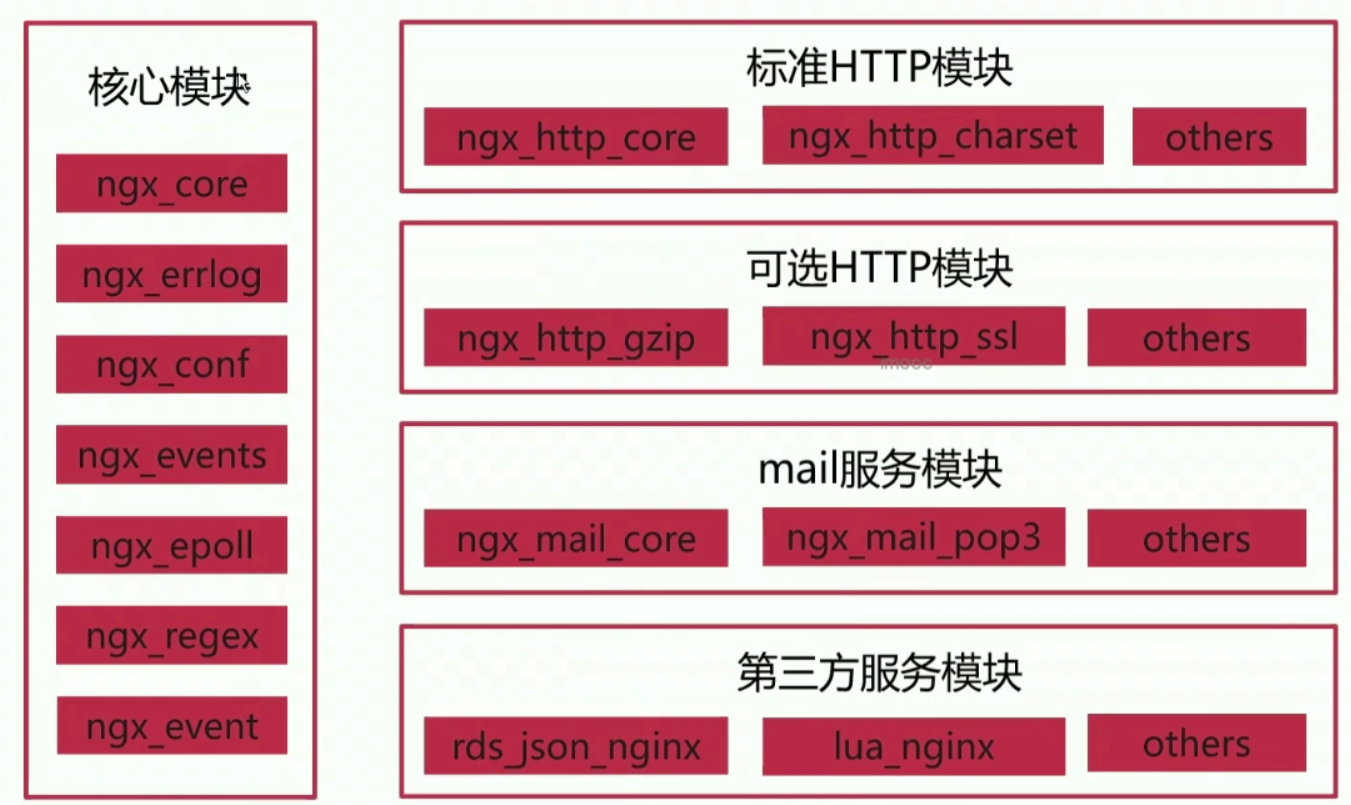 核心模块
ngx_core
ngx_errlog
ngx_conf
ngx_events
ngx_epoll
ngx_regex
ngx_event
标准HTTP模块
ngx_http_core ngx_http_charset others
可选HTTP模块
ngx_http_gzip ngx_http_ssl others
imooc
mail服务模块
ngx_mail_core ngx_mail_pop3 others
第三方服务模块
rds_json_nginx lua_nginx others